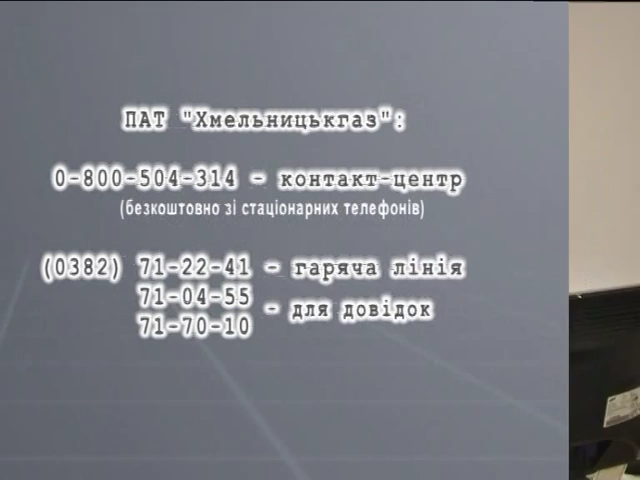 ПАТ "Хмельницькгаз":
0-800-504-314 - контакт-центр
(безкоштовно зі стаціонарних телефонів)
(0382) 71-22-41 - гаряча лінія
71-04-55
71-70-10 - для довідок